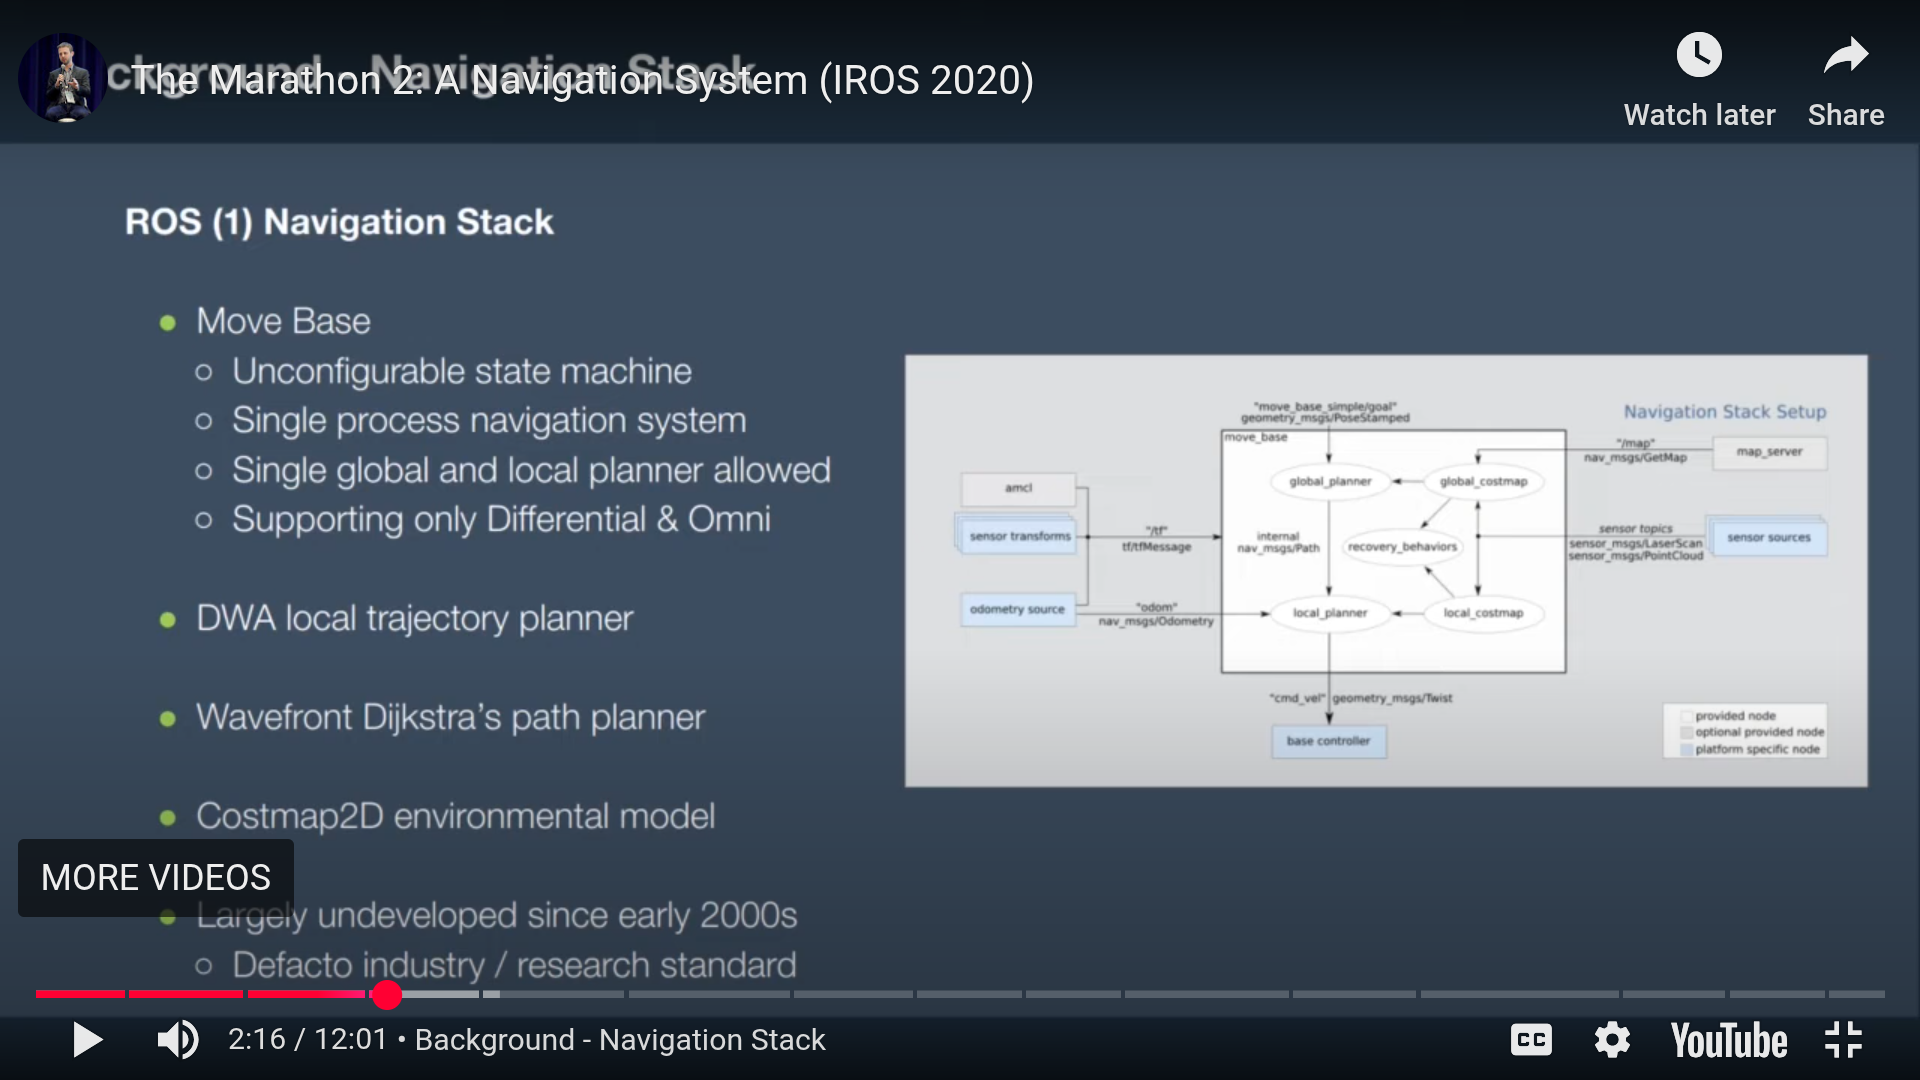 ckground - Navigation Stack
The Marathon 2: A Navigation System (IROS 2020)
Watch later
Share
ROS (1) Navigation Stack
Move Base
Unconfigurable state machine
Single process navigation system
Single global and local planner allowed
Supporting only Differential & Omni
DWA local trajectory planner
Wavefront Dijkstra's path planner
Costmap2D environmental model
Largely undeveloped since early 2000s
Defacto industry / research standard
Navigation Stack Setup
"move_base_simple/goal"
geometry_msgs/PoseStamped
move_base
"/map"
nav_msgs/GetMap
map_server
global_planner
global_costmap
amcl
sensor transforms
"/tf"
tf/tfMessage
internal
nav_msgs/Path
recovery_behaviors
sensor topics
sensor_msgs/LaserScan
sensor_msgs/PointCloud
sensor sources
odometry source
"odom"
nav_msgs/Odometry
local_planner
local_costmap
"cmd_vel" geometry_msgs/Twist
base controller
provided node
optional provided node
platform specific node
MORE VIDEOS
2:16 / 12:01 • Background - Navigation Stack
CC
YouTube